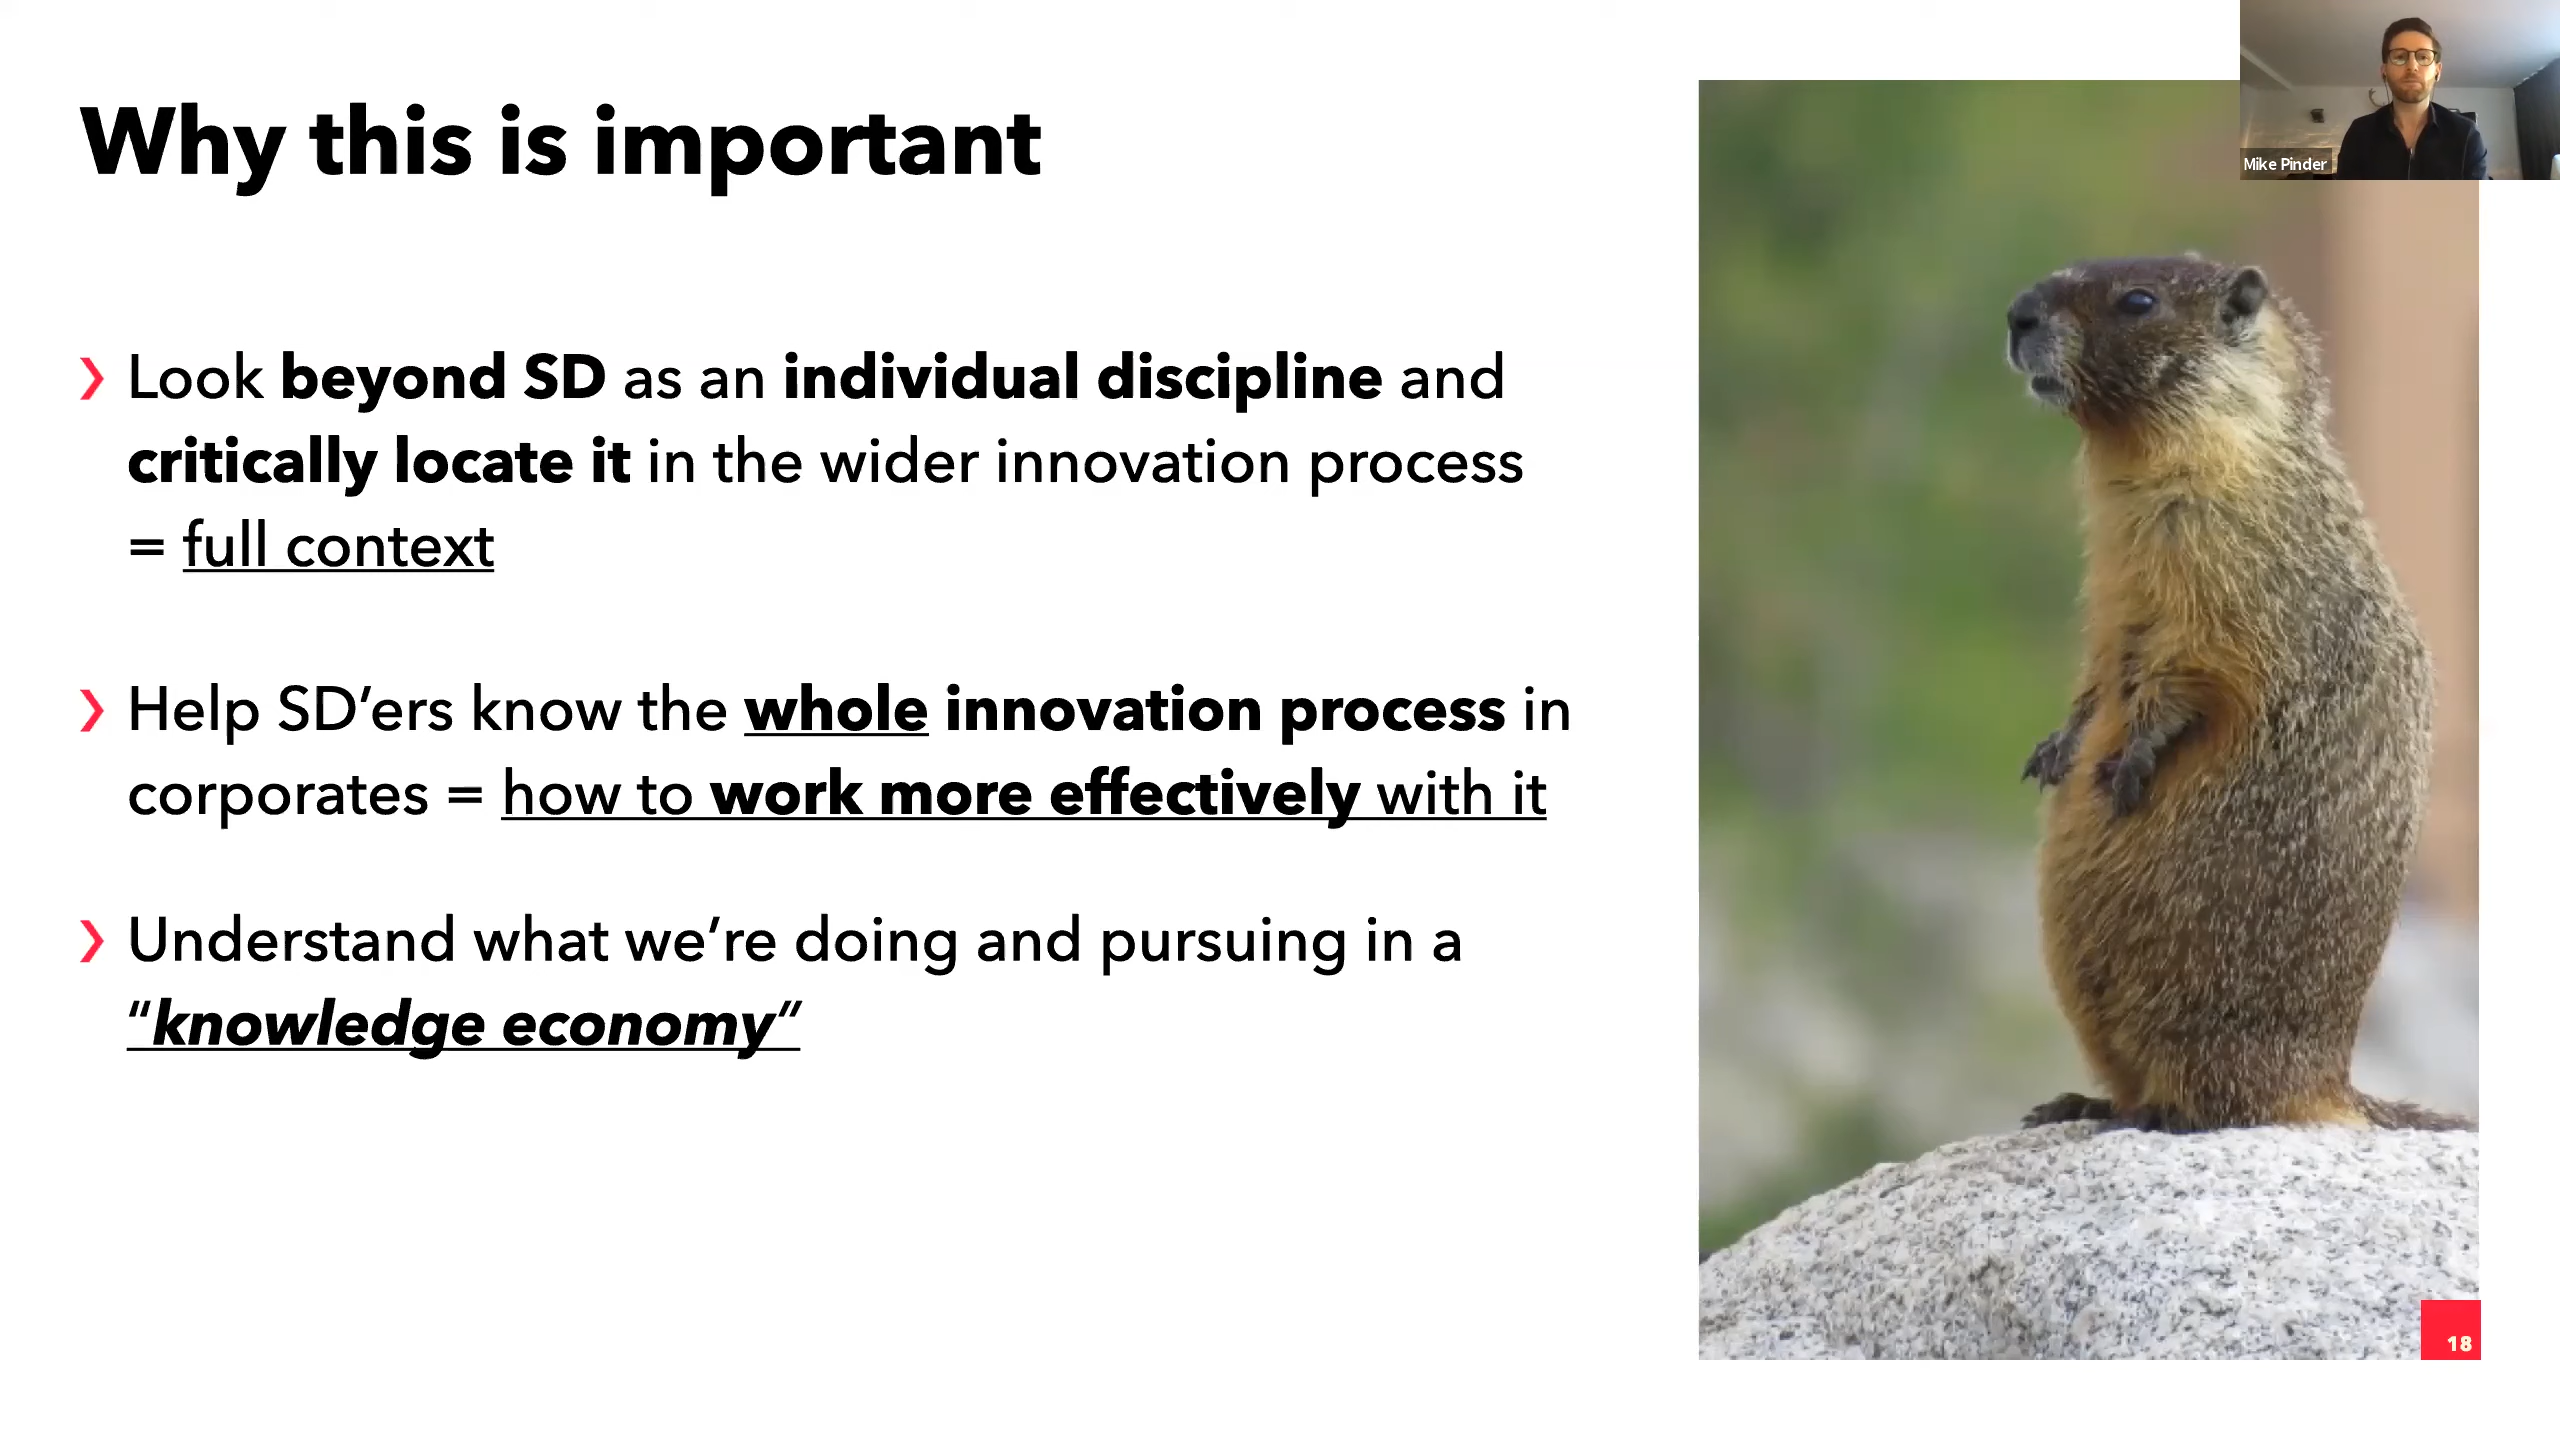 Why this is important
Mike Pinder
❯ Look beyond SD as an individual discipline and
critically locate it in the wider innovation process
= full context
❯ Help SD’ers know the whole innovation process in
corporates = how to work more effectively with it
❯ Understand what we’re doing and pursuing in a
“knowledge economy”
18